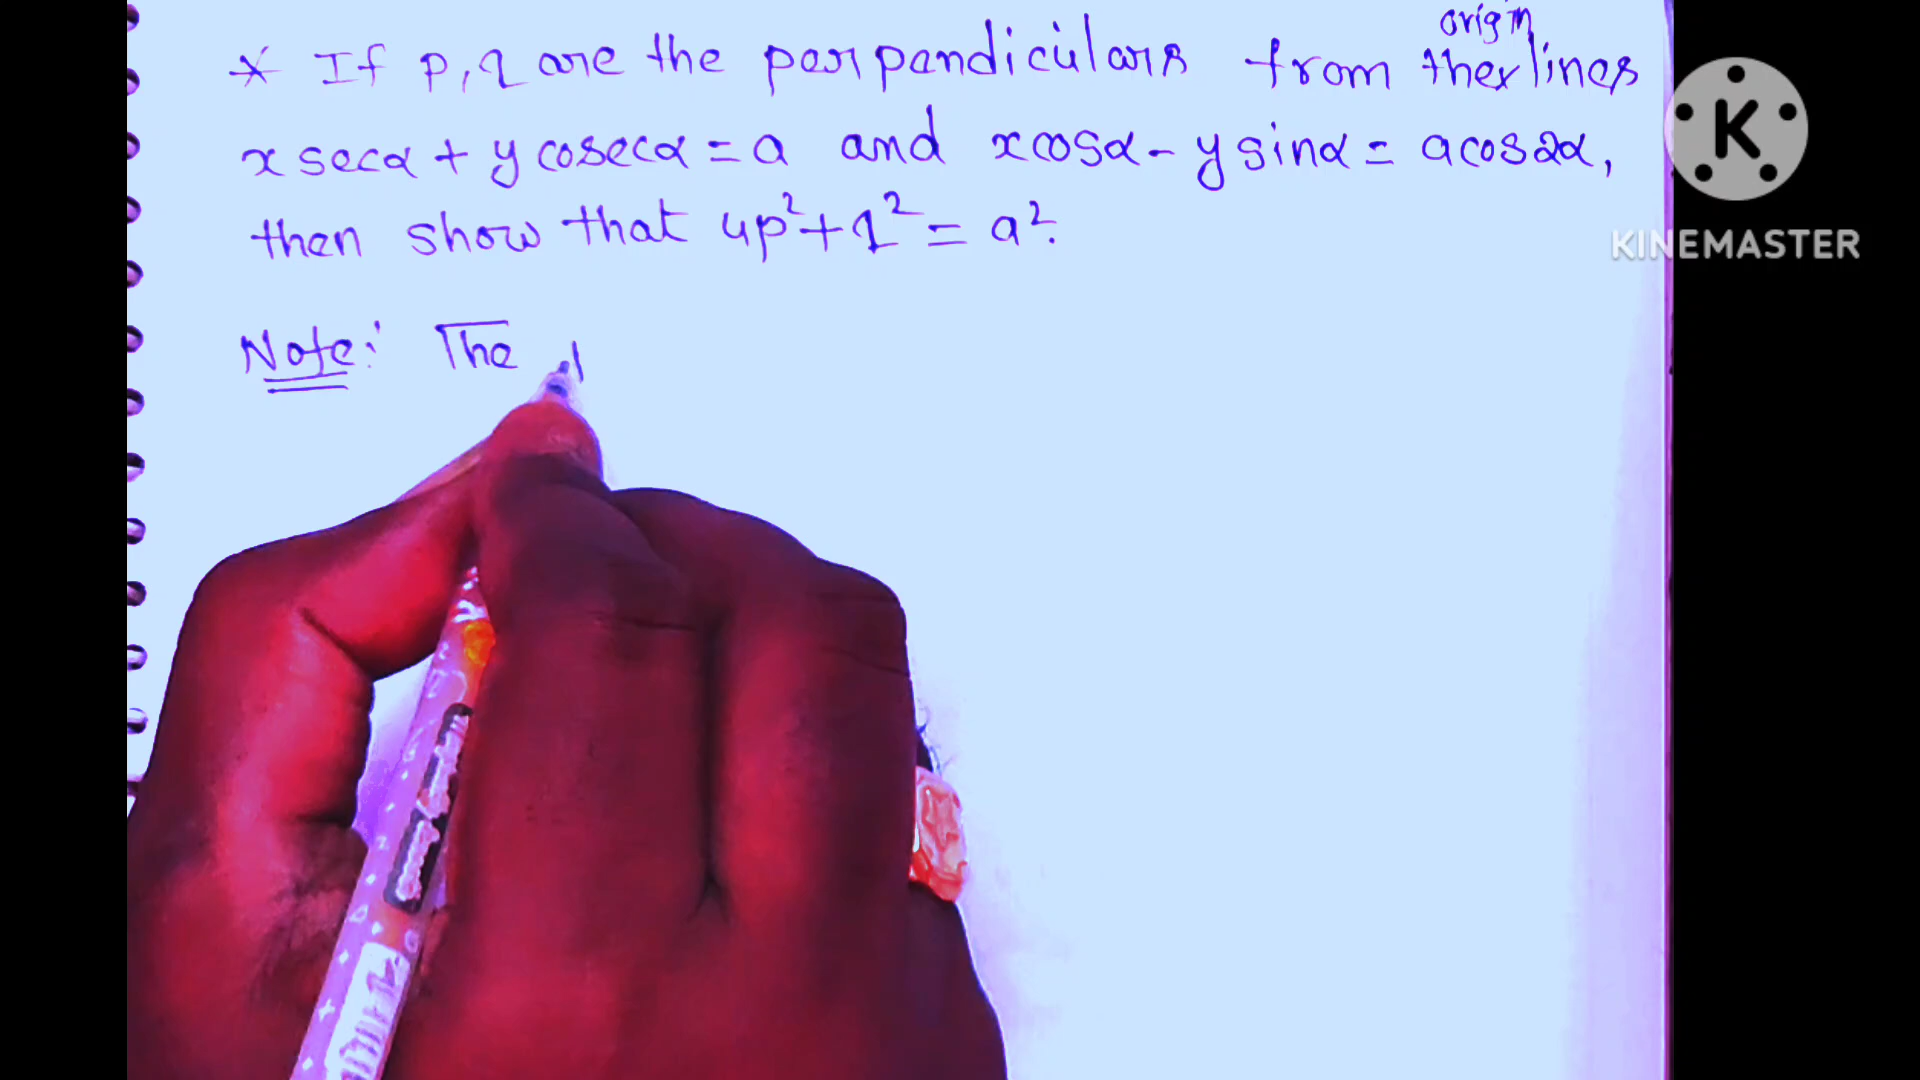 origin
* If p,q are the perpendiculars from the lines
x secα + y cosecα = a and x cosα - y sinα = a cos2α,
then show that 4p²+q² = a².
Note: The
K
KINEMASTER